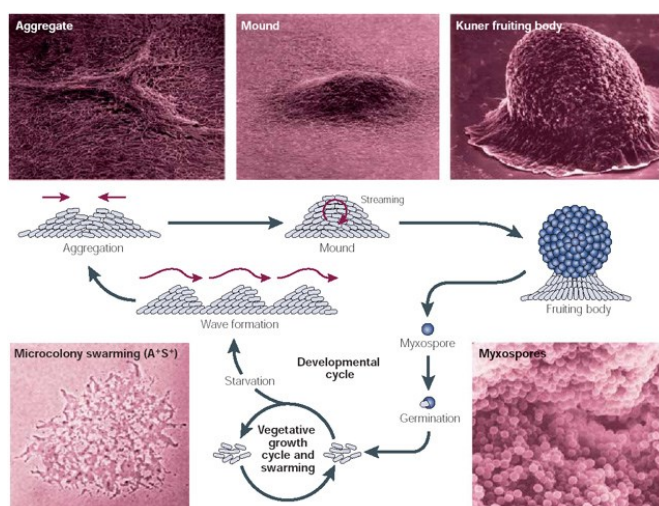 Aggregate
Mound
Kuner fruiting body
Streaming
Aggregation
Mound
Fruiting body
Wave formation
Myxospore
Microcolony swarming (A+S+)
Developmental
cycle
Myxospores
Starvation
Germination
Vegetative
growth
cycle and
swarming